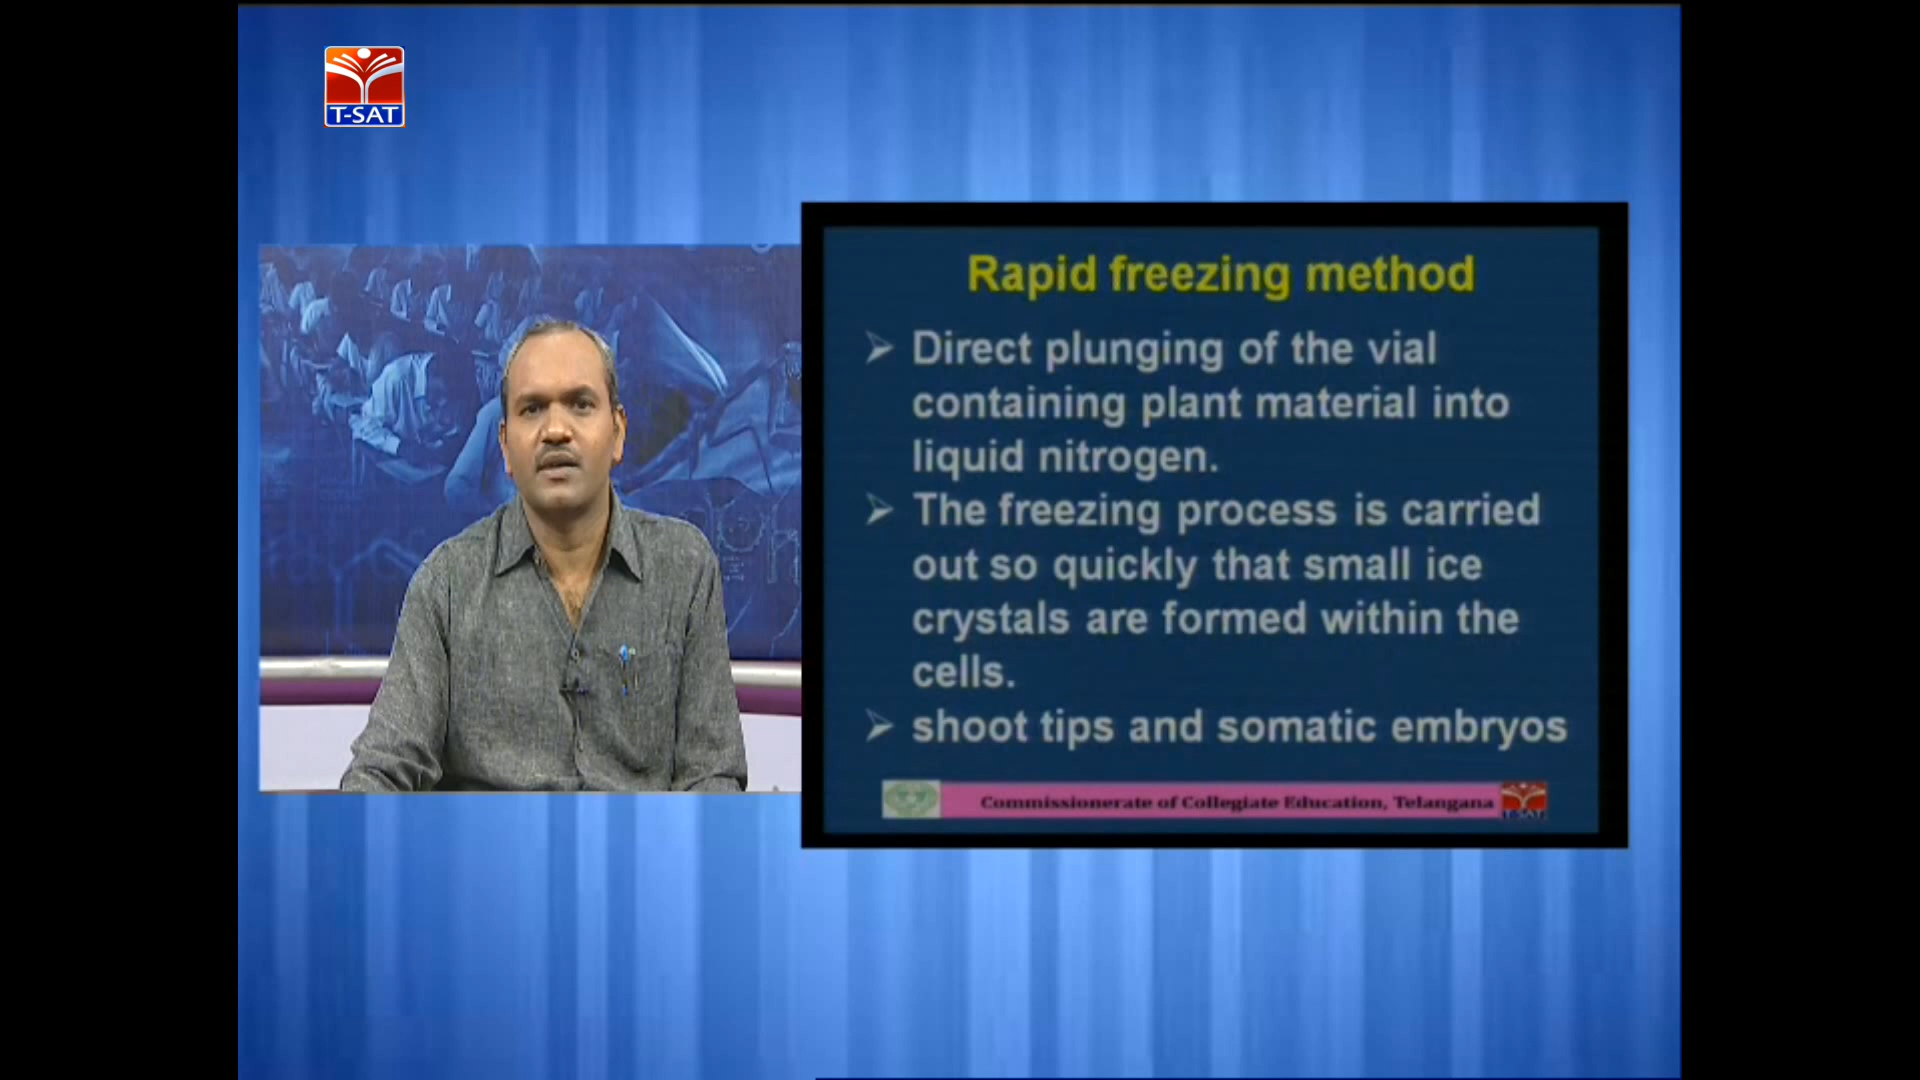 T-SAT
Rapid freezing method
➢ Direct plunging of the vial
containing plant material into
liquid nitrogen.
➢ The freezing process is carried
out so quickly that small ice
crystals are formed within the
cells.
➢ shoot tips and somatic embryos
Commissionerate of Collegiate Education, Telangana
T-SAT